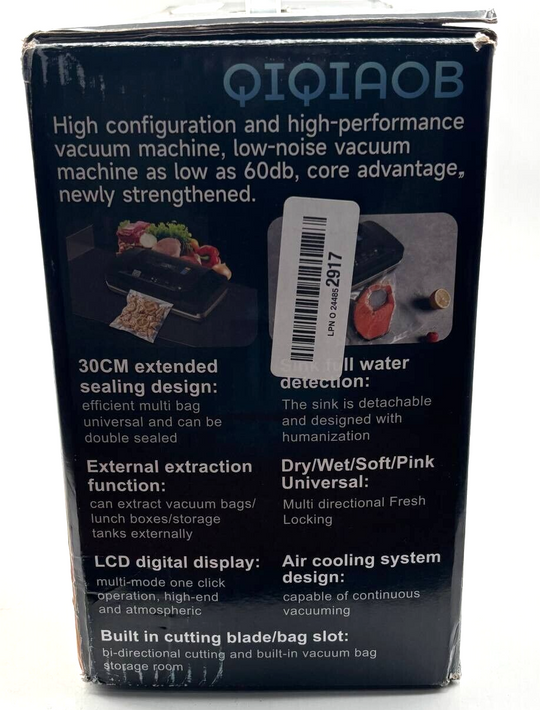 QIQIAOB
High configuration and high-performance
vacuum machine, low-noise vacuum
machine as low as 60db, core advantage,,
newly strengthened.
LPN O 24486 2917
30CM extended
sealing design:
efficient multi bag
universal and can be
double sealed
Sink full water
detection:
The sink is detachable
and designed with
humanization
External extraction
function:
can extract vacuum bags/
lunch boxes/storage
tanks externally
Dry/Wet/Soft/Pink
Universal:
Multi directional Fresh
Locking
LCD digital display:
multi-mode one click
operation, high-end
and atmospheric
Air cooling system
design:
capable of continuous
vacuuming
Built in cutting blade/bag slot:
bi-directional cutting and built-in vacuum bag
storage room